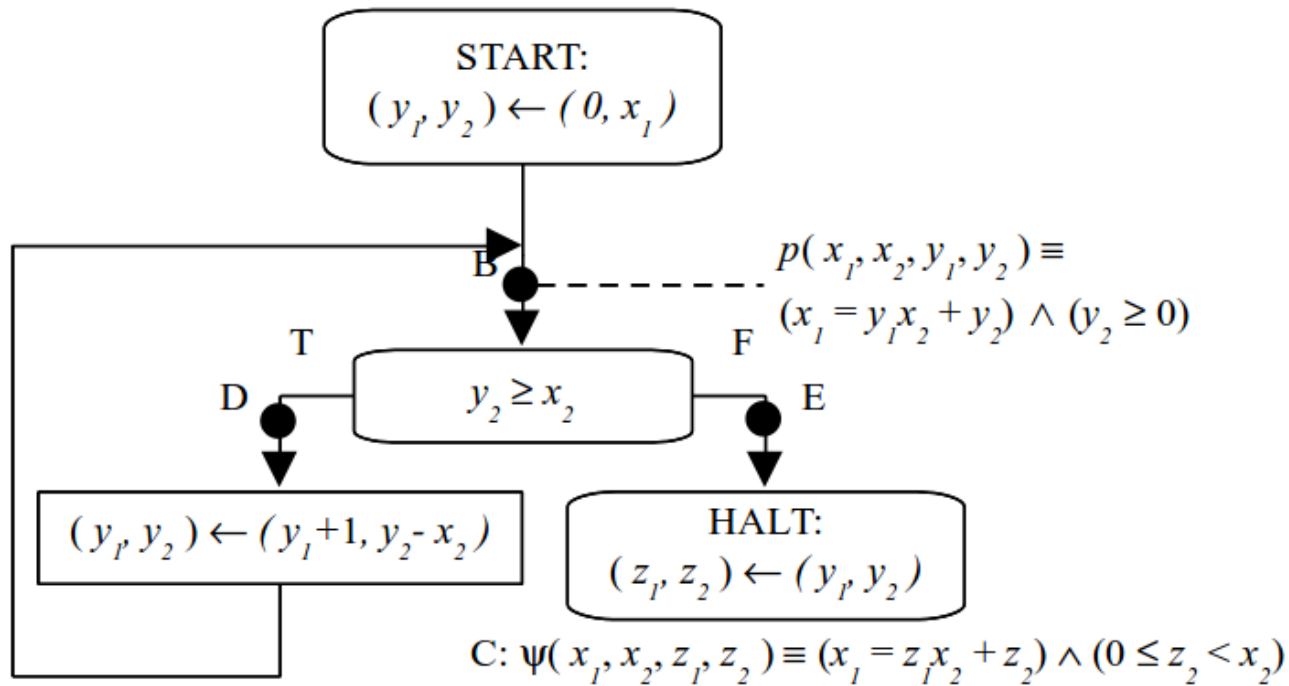 START:
( y₁, y₂ ) ← ( 0, x₁ )
B
p( x₁, x₂, y₁, y₂ ) ≡
(x₁ = y₁x₂ + y₂) ∧ (y₂ ≥ 0)
T
F
D
y₂ ≥ x₂
E
( y₁, y₂ ) ← ( y₁+1, y₂- x₂ )
HALT:
( z₁, z₂ ) ← ( y₁, y₂ )
C: ψ( x₁, x₂, z₁, z₂ ) ≡ (x₁ = z₁x₂ + z₂) ∧ (0 ≤ z₂ < x₂)